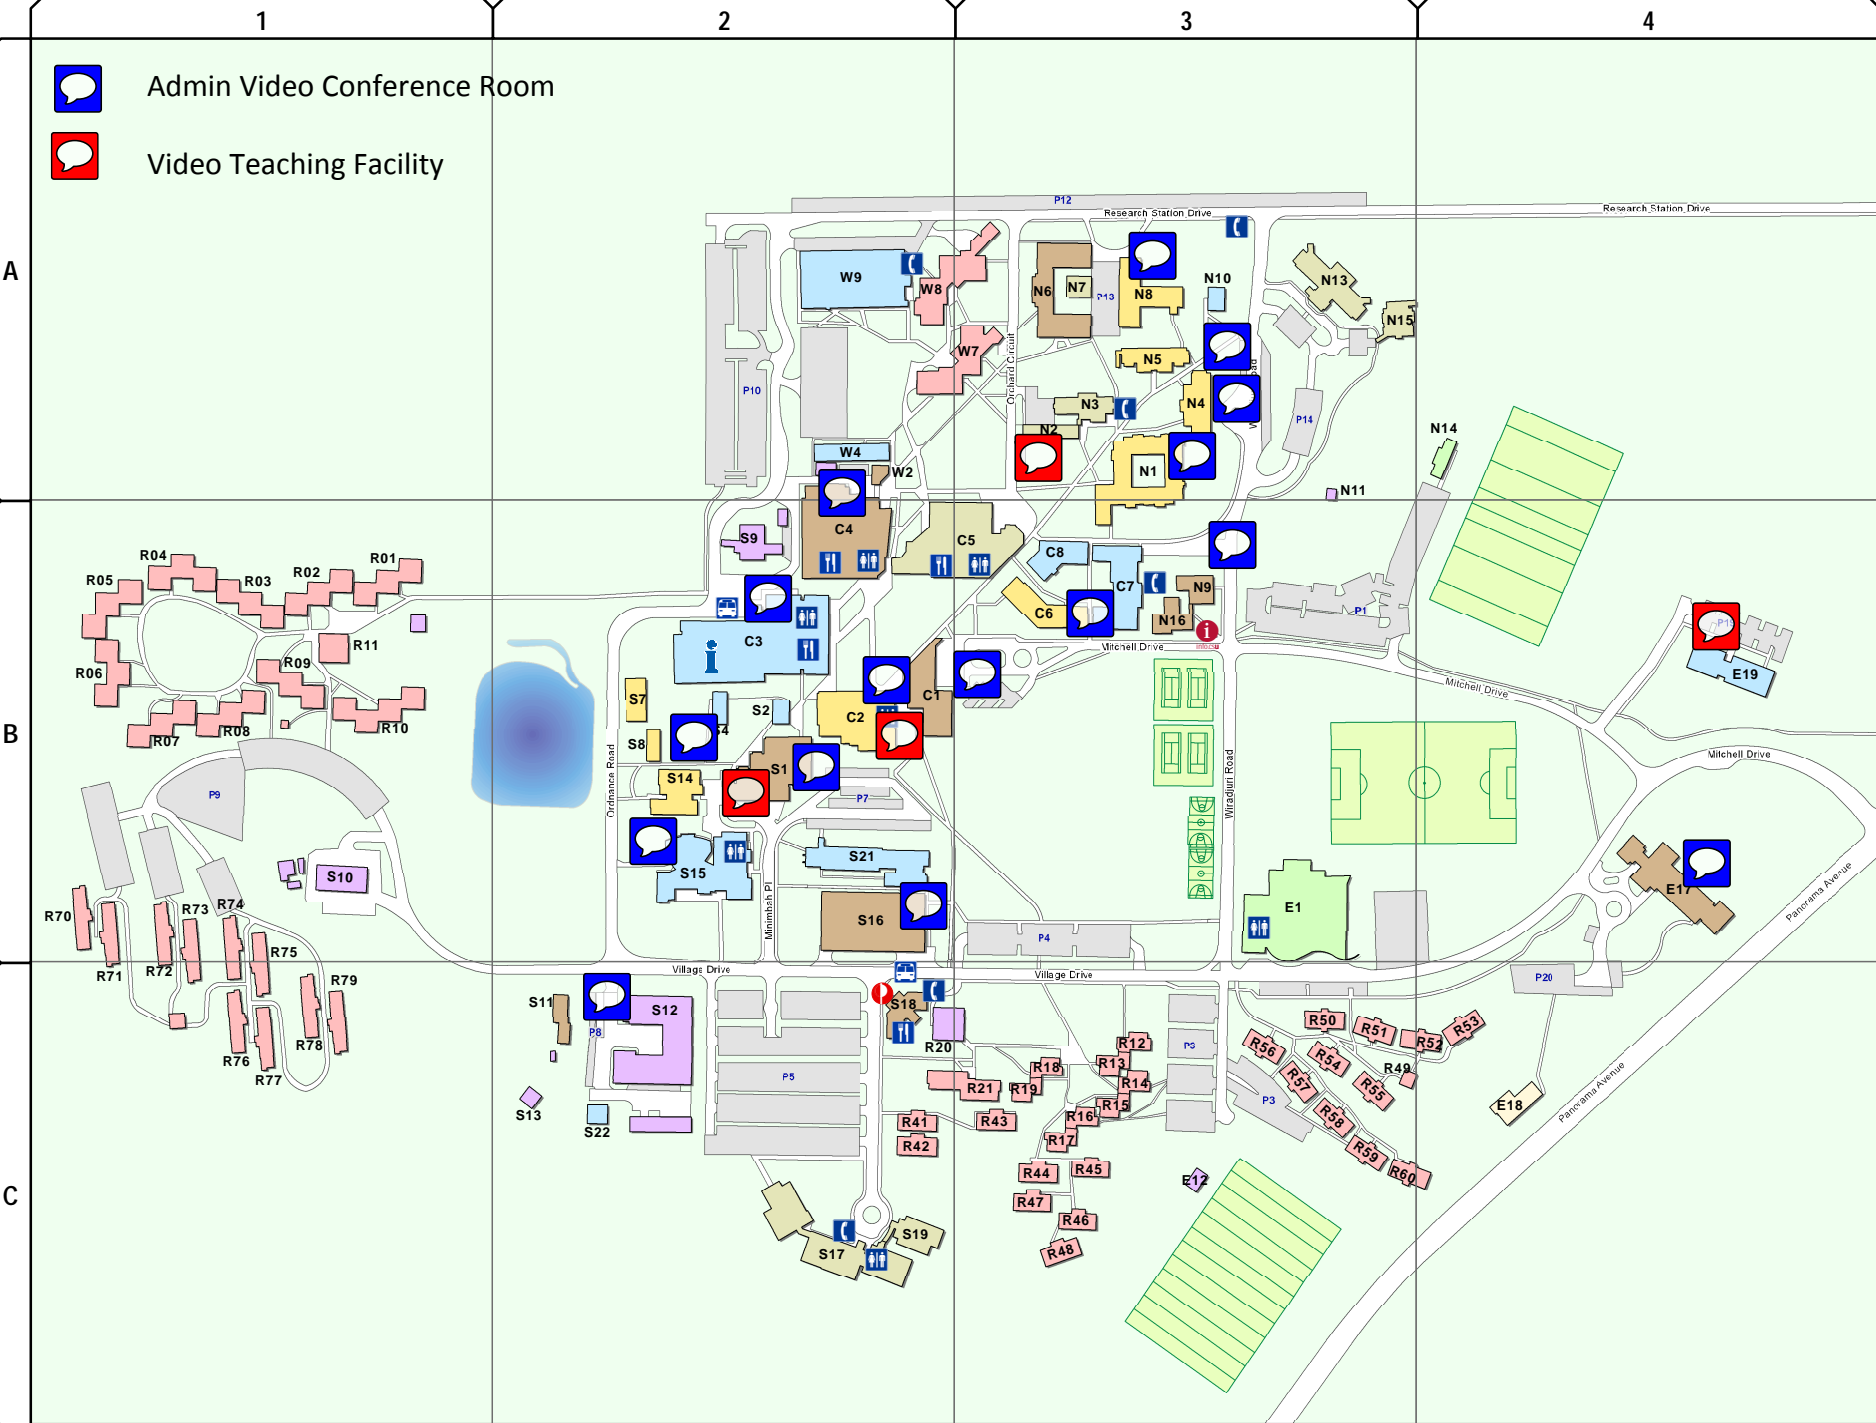 1 2 3 4
Admin Video Conference Room
Video Teaching Facility
A
B
C
P12
Research Station Drive
Research Station Drive
W9
W8
N6
N7
P13
N8
N10
N13
N15
W7
N5
Orchard Circuit
P10
N3
N2
N4
P14
N14
W4
W2
N1
N11
C4
C5
S9
C8
C7
N9
C6
N16
P1
R04
R01
R05
R03
R02
R11
R09
R06
R10
R08
R07
C3
i
i
Mitchell Drive
Mitchell Drive
Mitchell Drive
P19
E19
S7
S2
C2
C1
S8
S1
S14
P7
Ordnance Road
Wiradjuri Road
P9
S10
S15
S21
S16
Minimbah Pl
E1
E17
P4
Panorama Avenue
Panorama Avenue
R70
R71
R72
R73
R74
R75
R76
R77
R78
R79
Village Drive
Village Drive
P20
S11
S12
P8
S18
R20
S13
S22
P5
R12
R13
R14
R15
R16
R17
R18
R19
R21
R41
R42
R43
R44
R45
R46
R47
R48
P3
R49
R50
R51
R52
R53
R54
R55
R56
R57
R58
R59
R60
E18
E12
S17
S19